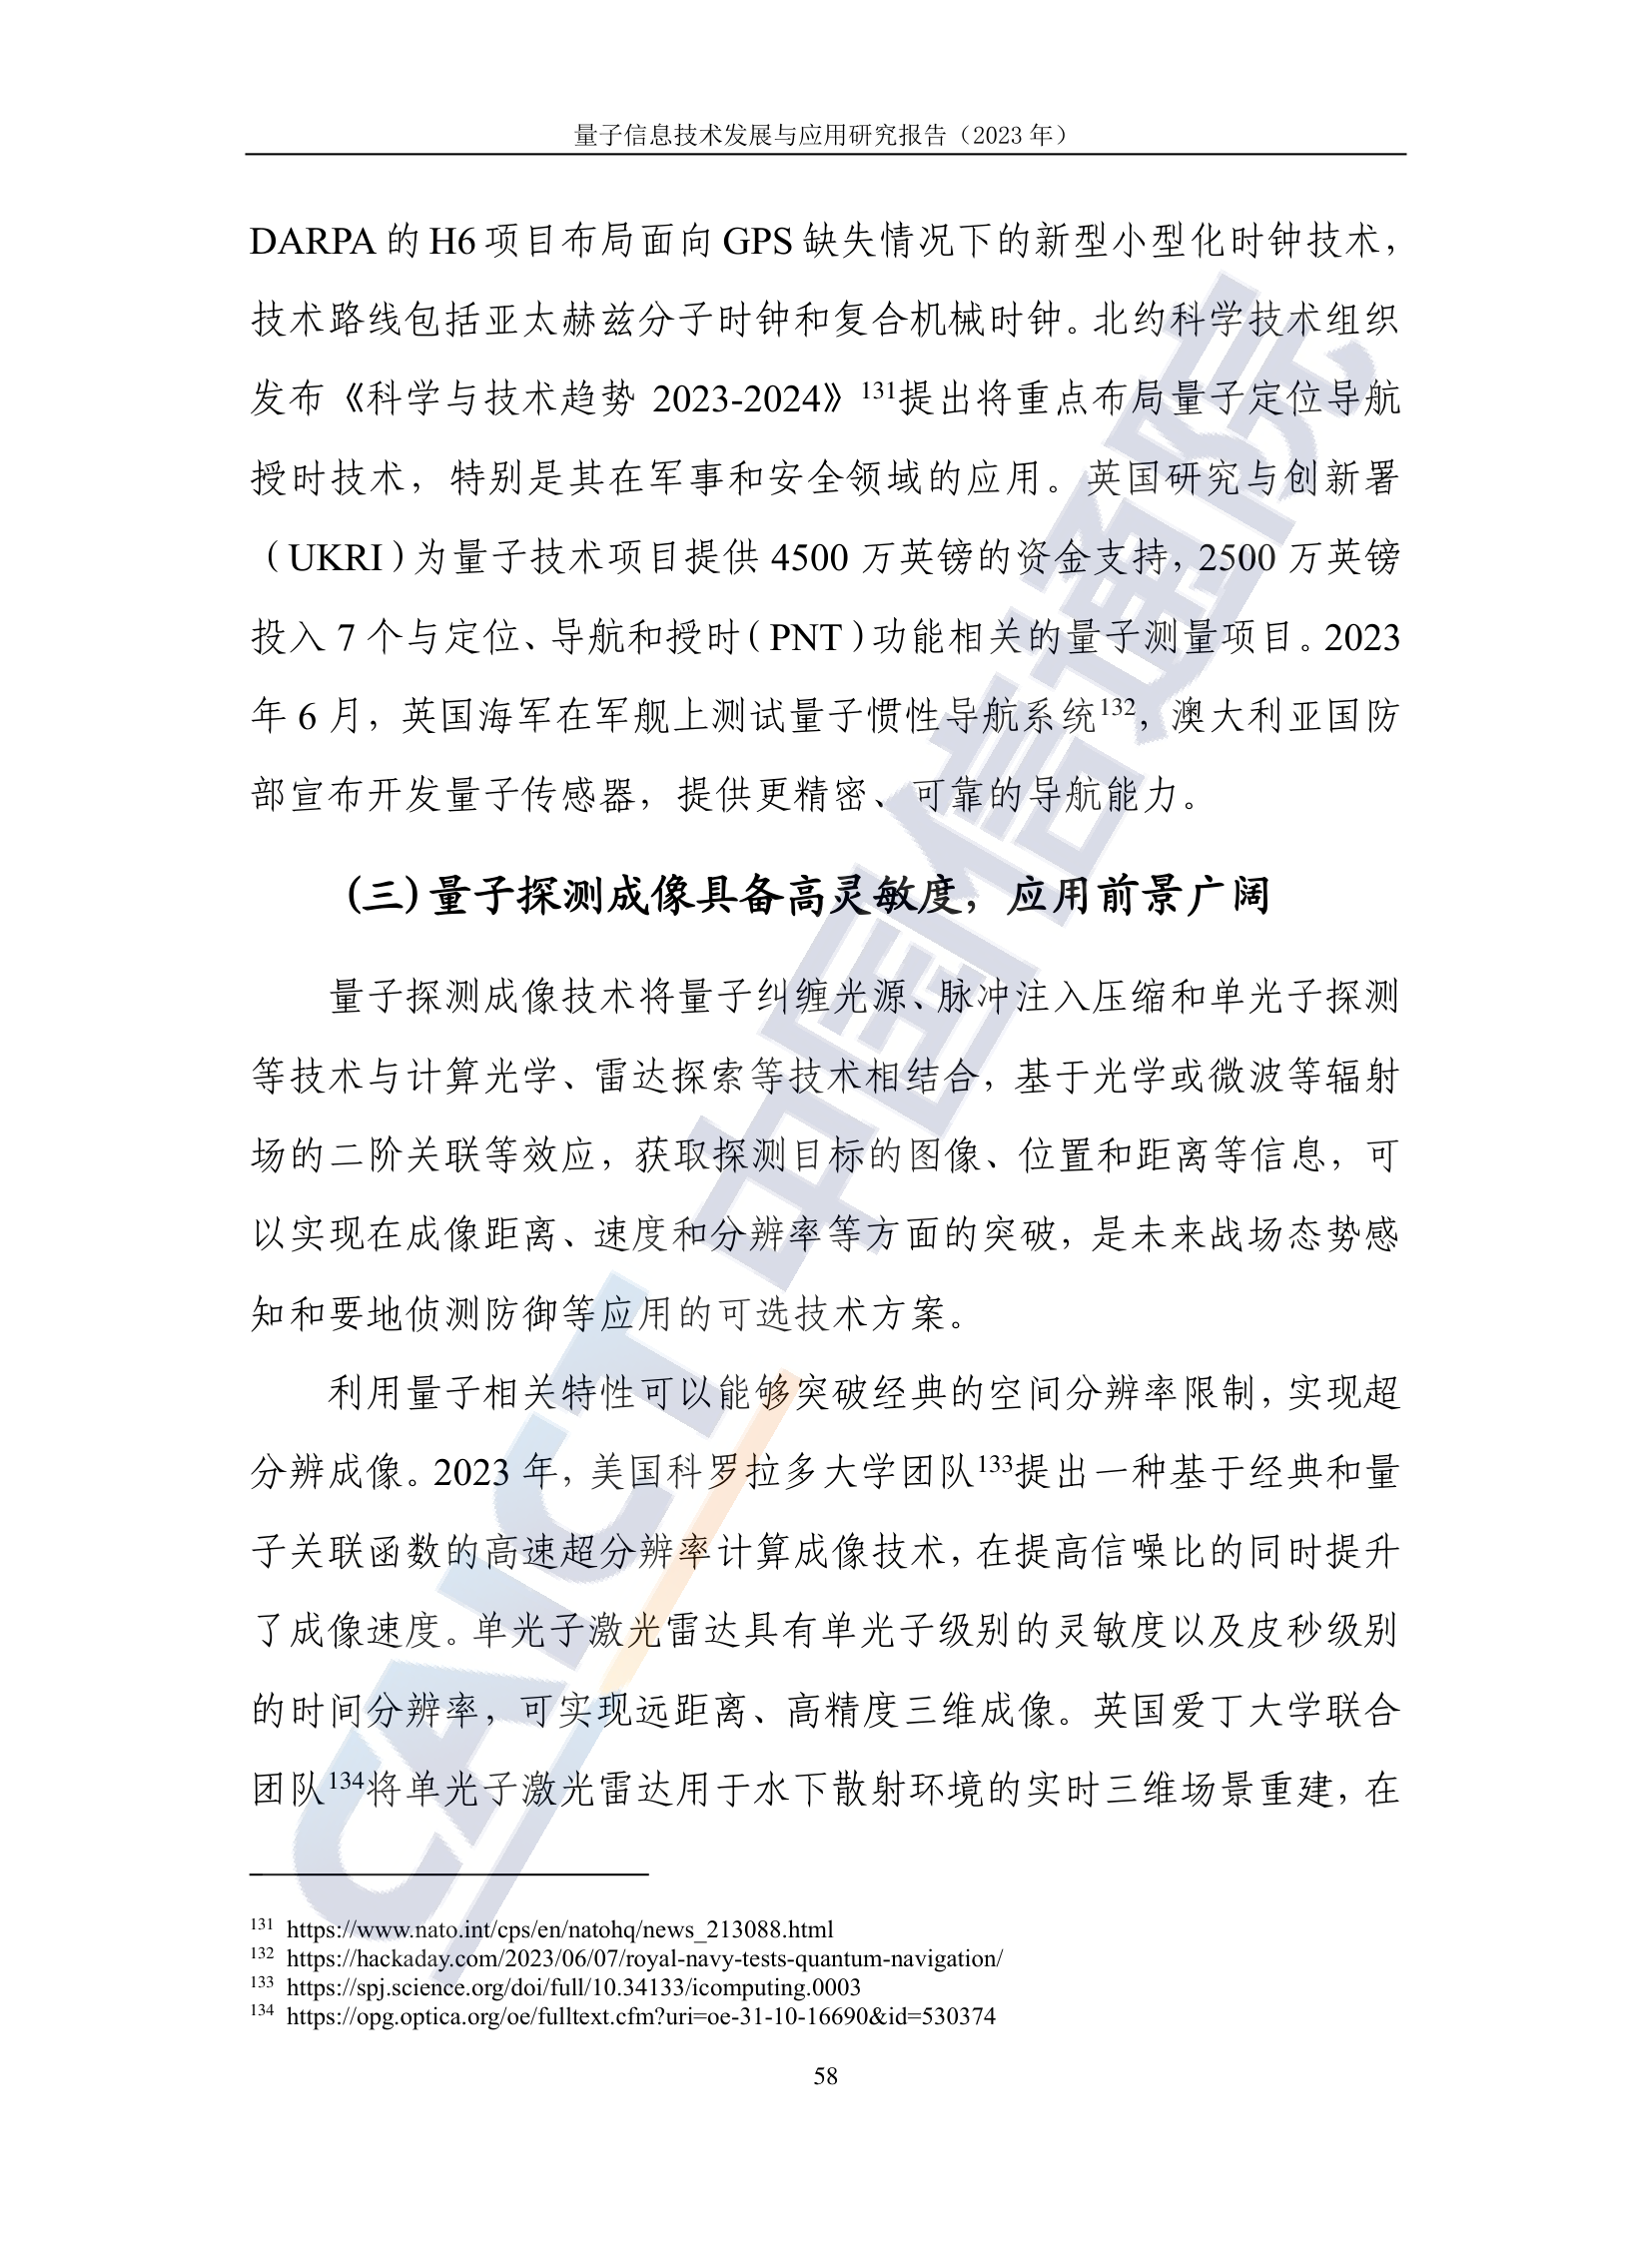 量子信息技术发展与应用研究报告（2023 年）
DARPA 的 H6 项目布局面向 GPS 缺失情况下的新型小型化时钟技术，
技术路线包括亚太赫兹分子时钟和复合机械时钟。北约科学技术组织
发布《科学与技术趋势 2023-2024》131提出将重点布局量子定位导航
授时技术，特别是其在军事和安全领域的应用。英国研究与创新署
（UKRI）为量子技术项目提供 4500 万英镑的资金支持，2500 万英镑
投入 7 个与定位、导航和授时（PNT）功能相关的量子测量项目。2023
年 6 月，英国海军在军舰上测试量子惯性导航系统132，澳大利亚国防
部宣布开发量子传感器，提供更精密、可靠的导航能力。
(三) 量子探测成像具备高灵敏度，应用前景广阔
量子探测成像技术将量子纠缠光源、脉冲注入压缩和单光子探测
等技术与计算光学、雷达探索等技术相结合，基于光学或微波等辐射
场的二阶关联等效应，获取探测目标的图像、位置和距离等信息，可
以实现在成像距离、速度和分辨率等方面的突破，是未来战场态势感
知和要地侦测防御等应用的可选技术方案。
利用量子相关特性可以能够突破经典的空间分辨率限制，实现超
分辨成像。2023 年，美国科罗拉多大学团队133提出一种基于经典和量
子关联函数的高速超分辨率计算成像技术，在提高信噪比的同时提升
了成像速度。单光子激光雷达具有单光子级别的灵敏度以及皮秒级别
的时间分辨率，可实现远距离、高精度三维成像。英国爱丁大学联合
团队134将单光子激光雷达用于水下散射环境的实时三维场景重建，在
131 https://www.nato.int/cps/en/natohq/news_213088.html
132 https://hackaday.com/2023/06/07/royal-navy-tests-quantum-navigation/
133 https://spj.science.org/doi/full/10.34133/icomputing.0003
134 https://opg.optica.org/oe/fulltext.cfm?uri=oe-31-10-16690&id=530374
58
CAICT 中国信通院